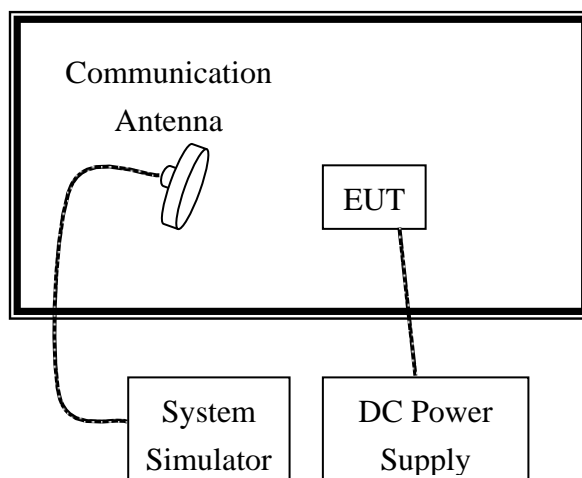 Communication
Antenna
EUT
System
Simulator
DC Power
Supply